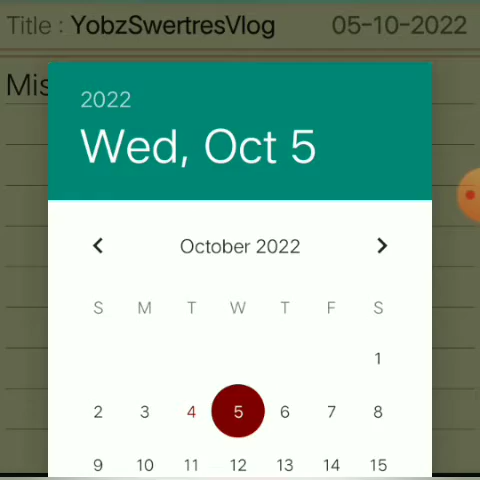 Title : YobzSwertresVlog 05-10-2022
Mis
2022
Wed, Oct 5
October 2022
S M T W T F S
1
2 3 4 5 6 7 8
9 10 11 12 13 14 15